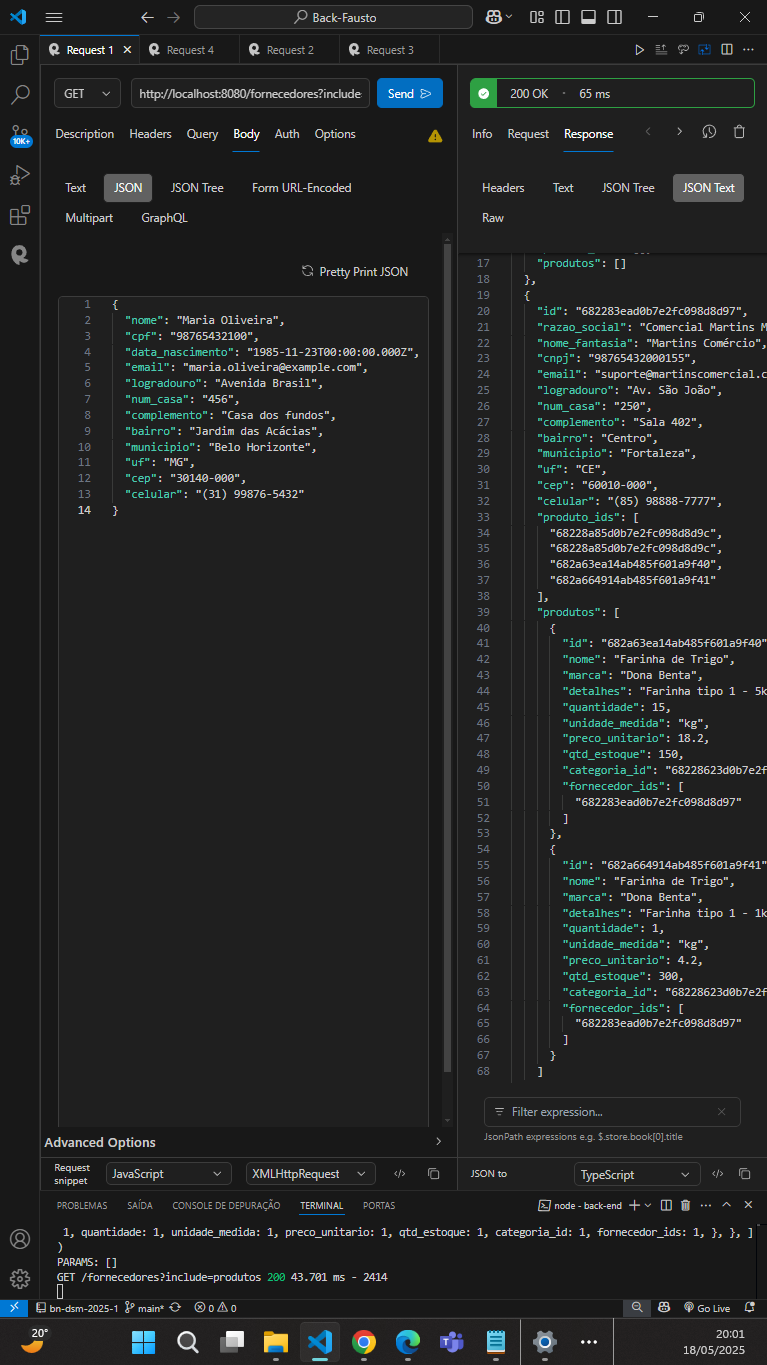 Back-Fausto
Request 1
Request 4
Request 2
Request 3
GET
http://localhost:8080/fornecedores?include
Send
200 OK · 65 ms
Description Headers Query Body Auth Options
Info Request Response
Text JSON JSON Tree Form URL-Encoded
Multipart GraphQL
Headers Text JSON Tree JSON Text
Raw
10K+
Pretty Print JSON
1 {
2 "nome": "Maria Oliveira",
3 "cpf": "98765432100",
4 "data_nascimento": "1985-11-23T00:00:00.000Z",
5 "email": "maria.oliveira@example.com",
6 "logradouro": "Avenida Brasil",
7 "num_casa": "456",
8 "complemento": "Casa dos fundos",
9 "bairro": "Jardim das Acácias",
10 "municipio": "Belo Horizonte",
11 "uf": "MG",
12 "cep": "30140-000",
13 "celular": "(31) 99876-5432"
14 }
17 "produtos": []
18 },
19 {
20 "id": "682283ead0b7e2fc098d8d97",
21 "razao_social": "Comercial Martins M
22 "nome_fantasia": "Martins Comércio",
23 "cnpj": "98765432000155",
24 "email": "suporte@martinscomercial.c
25 "logradouro": "Av. São João",
26 "num_casa": "250",
27 "complemento": "Sala 402",
28 "bairro": "Centro",
29 "municipio": "Fortaleza",
30 "uf": "CE",
31 "cep": "60010-000",
32 "celular": "(85) 98888-7777",
33 "produto_ids": [
34 "68228a85d0b7e2fc098d8d9c",
35 "68228a85d0b7e2fc098d8d9c",
36 "682a63ea14ab485f601a9f40",
37 "682a664914ab485f601a9f41"
38 ],
39 "produtos": [
40 {
41 "id": "682a63ea14ab485f601a9f40"
42 "nome": "Farinha de Trigo",
43 "marca": "Dona Benta",
44 "detalhes": "Farinha tipo 1 - 5k
45 "quantidade": 15,
46 "unidade_medida": "kg",
47 "preco_unitario": 18.2,
48 "qtd_estoque": 150,
49 "categoria_id": "68228623d0b7e2f
50 "fornecedor_ids": [
51 "682283ead0b7e2fc098d8d97"
52 ]
53 },
54 {
55 "id": "682a664914ab485f601a9f41"
56 "nome": "Farinha de Trigo",
57 "marca": "Dona Benta",
58 "detalhes": "Farinha tipo 1 - 1k
59 "quantidade": 1,
60 "unidade_medida": "kg",
61 "preco_unitario": 4.2,
62 "qtd_estoque": 300,
63 "categoria_id": "68228623d0b7e2f
64 "fornecedor_ids": [
65 "682283ead0b7e2fc098d8d97"
66 ]
67 }
68 ]
Filter expression...
JsonPath expressions e.g. $.store.book[0].title
Advanced Options
Request snippet
JavaScript
XMLHttpRequest
JSON to
TypeScript
PROBLEMAS SAÍDA CONSOLE DE DEPURAÇÃO TERMINAL PORTAS
node - back-end
1, quantidade: 1, unidade_medida: 1, preco_unitario: 1, qtd_estoque: 1, categoria_id: 1, fornecedor_ids: 1, }, }, ]
)
PARAMS: []
GET /fornecedores?include=produtos 200 43.701 ms - 2414
bn-dsm-2025-1 main* 0 0
Go Live
20°
20:01
18/05/2025